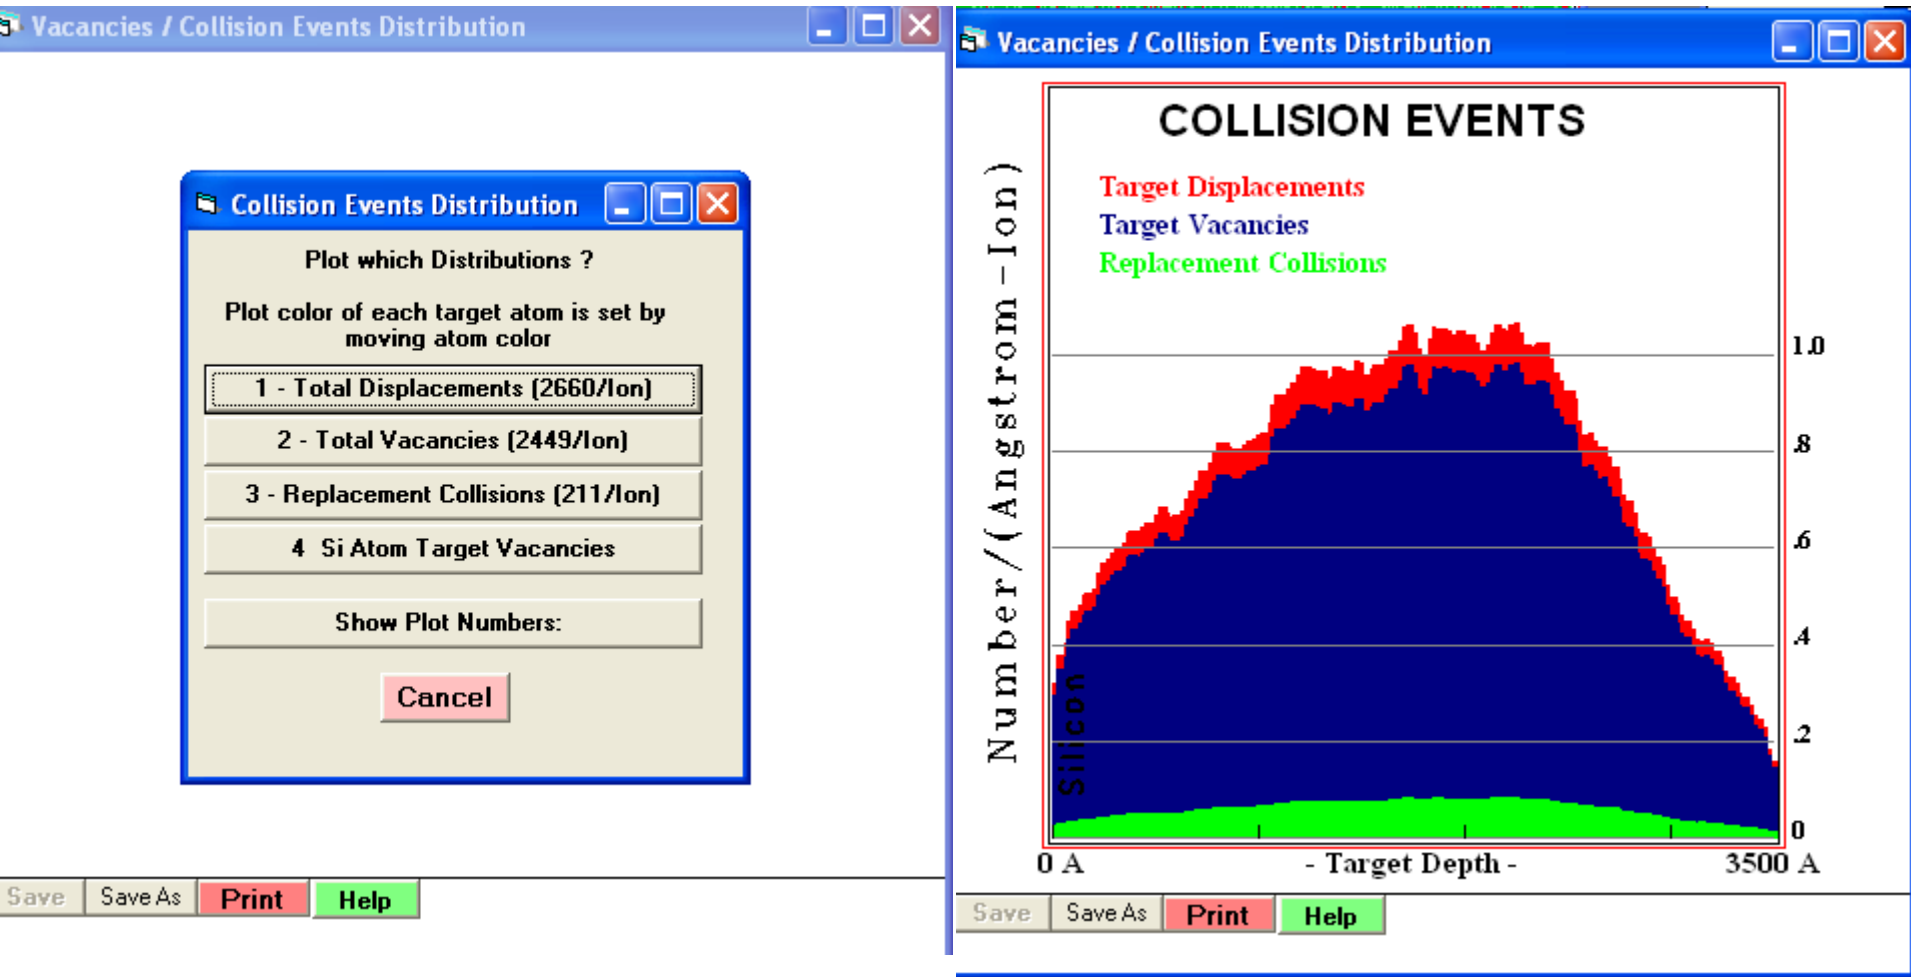 Vacancies / Collision Events Distribution
Collision Events Distribution
Plot which Distributions ?
Plot color of each target atom is set by
moving atom color
1 - Total Displacements (2660/Ion)
2 - Total Vacancies (2449/Ion)
3 - Replacement Collisions (211/Ion)
4 Si Atom Target Vacancies
Show Plot Numbers:
Cancel
Save
Save As
Print
Help
Vacancies / Collision Events Distribution
COLLISION EVENTS
Target Displacements
Target Vacancies
Replacement Collisions
Number/(Angstrom-Ion)
1.0
.8
.6
.4
.2
0
Silicon
0 A
- Target Depth -
3500 A
Save
Save As
Print
Help